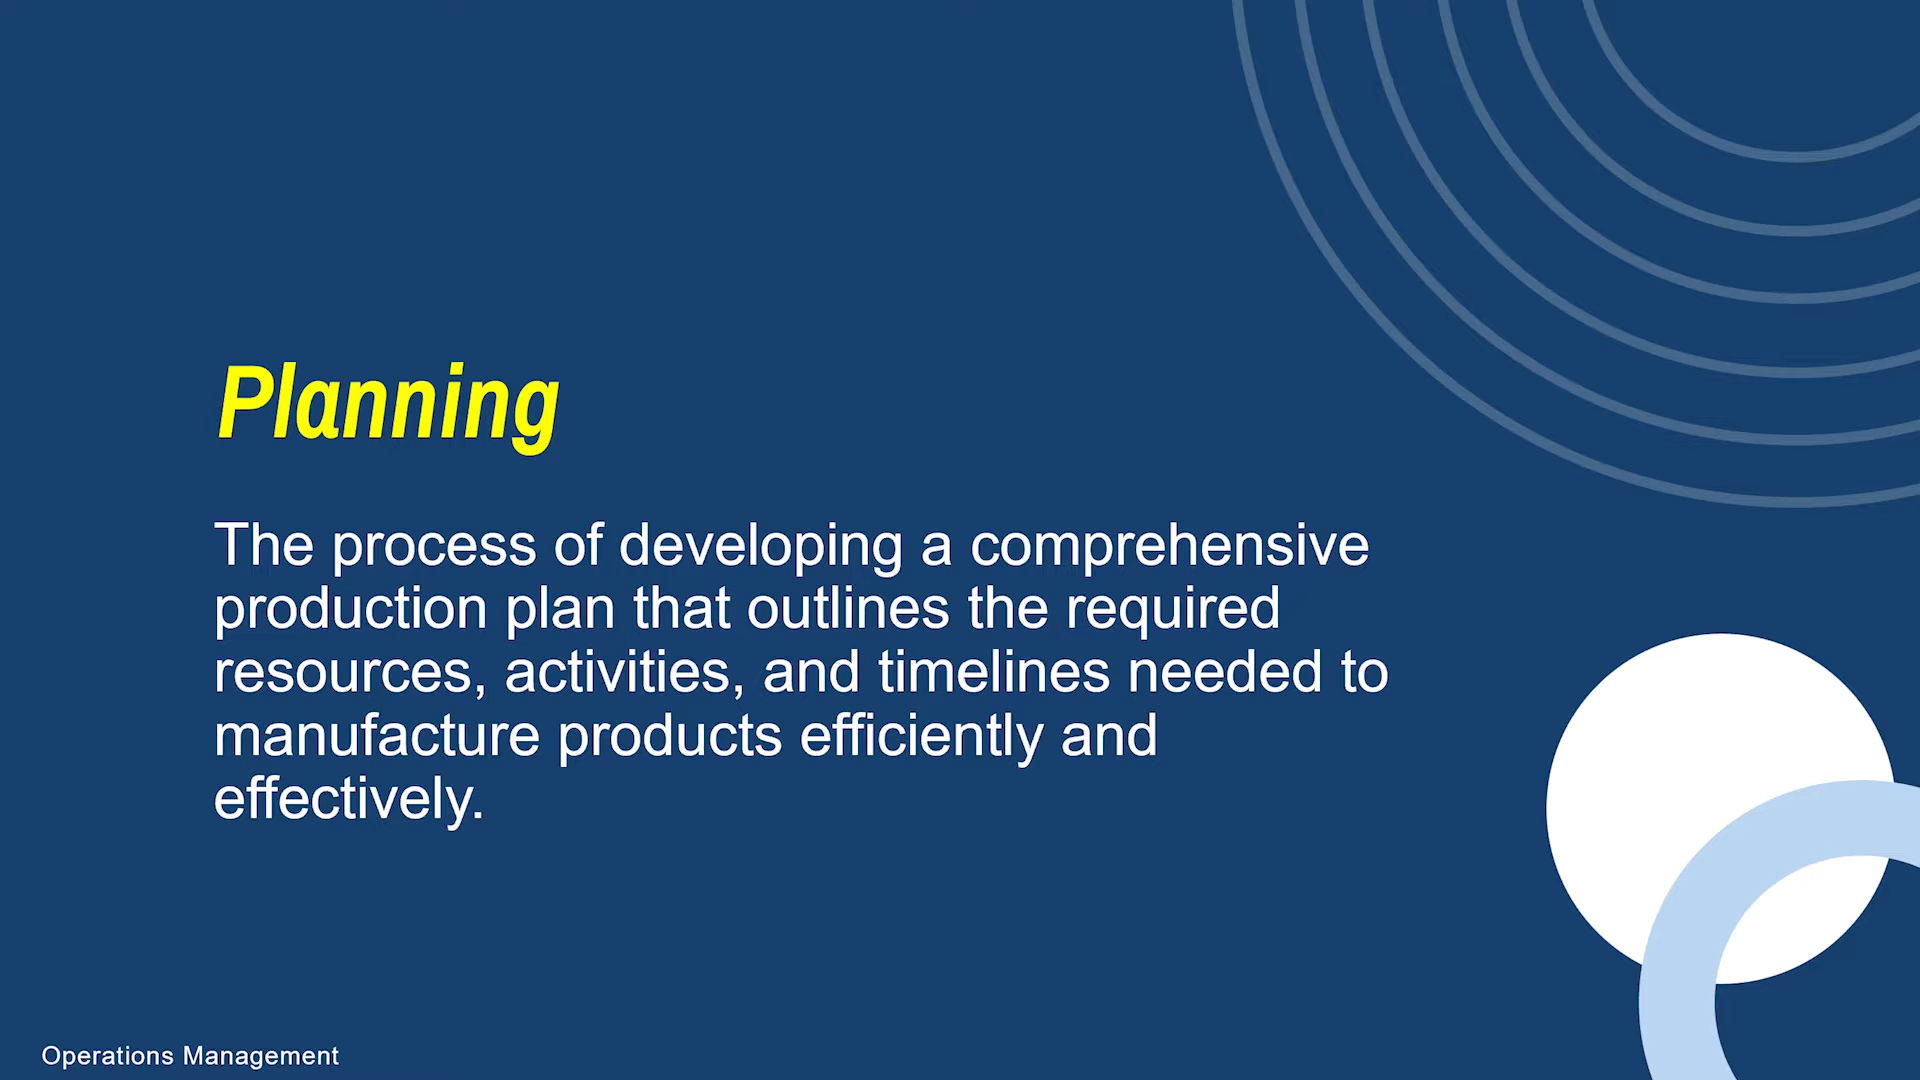 Planning
The process of developing a comprehensive
production plan that outlines the required
resources, activities, and timelines needed to
manufacture products efficiently and
effectively.
Operations Management